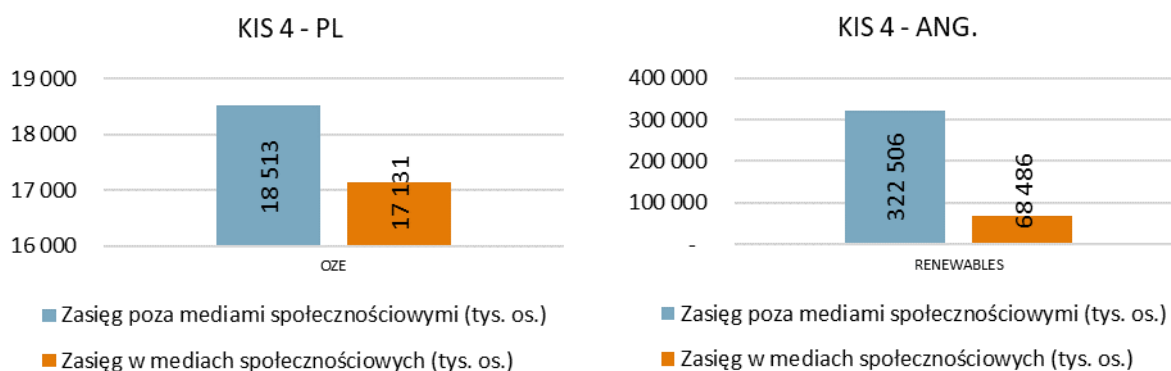 KIS 4 - PL
19 000
18 000
17 000
16 000
18 513
17 131
OZE
Zasięg poza mediami społecznościowymi (tys. os.)
Zasięg w mediach społecznościowych (tys. os.)
KIS 4 - ANG.
400 000
300 000
200 000
100 000
-
322 506
68 486
RENEWABLES
Zasięg poza mediami społecznościowymi (tys. os.)
Zasięg w mediach społecznościowych (tys. os.)